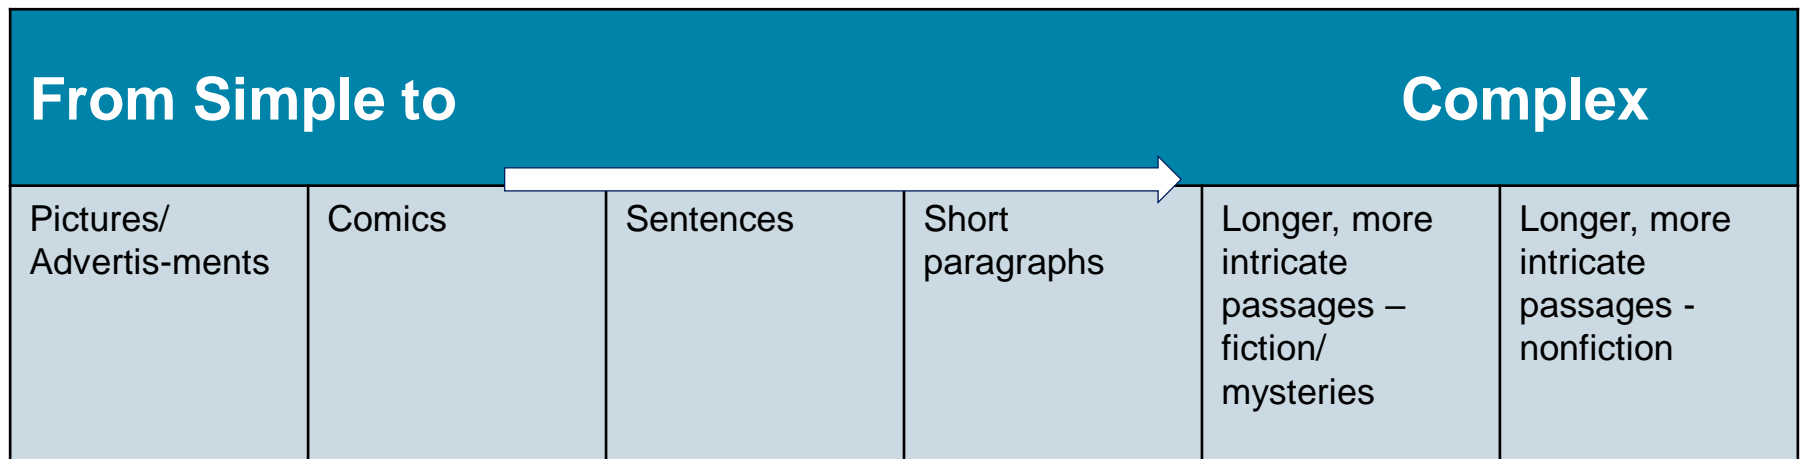 From Simple to Complex
Pictures/
Advertis-ments
Comics
Sentences
Short
paragraphs
Longer, more
intricate
passages –
fiction/
mysteries
Longer, more
intricate
passages -
nonfiction